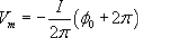 V_m = -\frac{I}{2\pi}(\phi_0 + 2\pi)